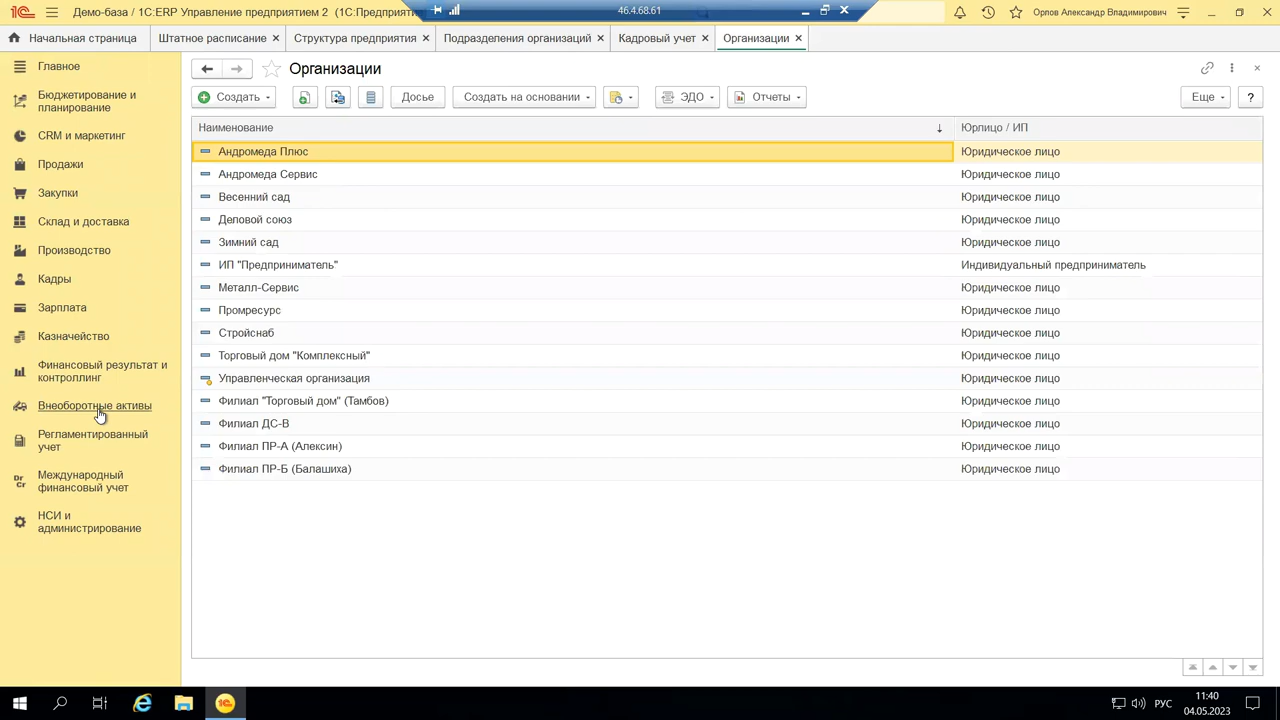 Демо-база / 1С:ERP Управление предприятием 2 (1С:Предприятие
46.4.68.61
Орлов Александр Владимирович
Начальная страница
Штатное расписание
Структура предприятия
Подразделения организаций
Кадровый учет
Организации
Главное
Бюджетирование и
планирование
CRM и маркетинг
Продажи
Закупки
Склад и доставка
Производство
Кадры
Зарплата
Казначейство
Финансовый результат и
контроллинг
Внеоборотные активы
Регламентированный
учет
Международный
финансовый учет
НСИ и
администрирование
Организации
Создать
Досье
Создать на основании
ЭДО
Отчеты
Еще
?
Наименование
Юрлицо / ИП
Андромеда Плюс Юридическое лицо
Андромеда Сервис Юридическое лицо
Весенний сад Юридическое лицо
Деловой союз Юридическое лицо
Зимний сад Юридическое лицо
ИП "Предприниматель" Индивидуальный предприниматель
Металл-Сервис Юридическое лицо
Промресурс Юридическое лицо
Стройснаб Юридическое лицо
Торговый дом "Комплексный" Юридическое лицо
Управленческая организация Юридическое лицо
Филиал "Торговый дом" (Тамбов) Юридическое лицо
Филиал ДС-В Юридическое лицо
Филиал ПР-А (Алексин) Юридическое лицо
Филиал ПР-Б (Балашиха) Юридическое лицо
РУС
11:40
04.05.2023